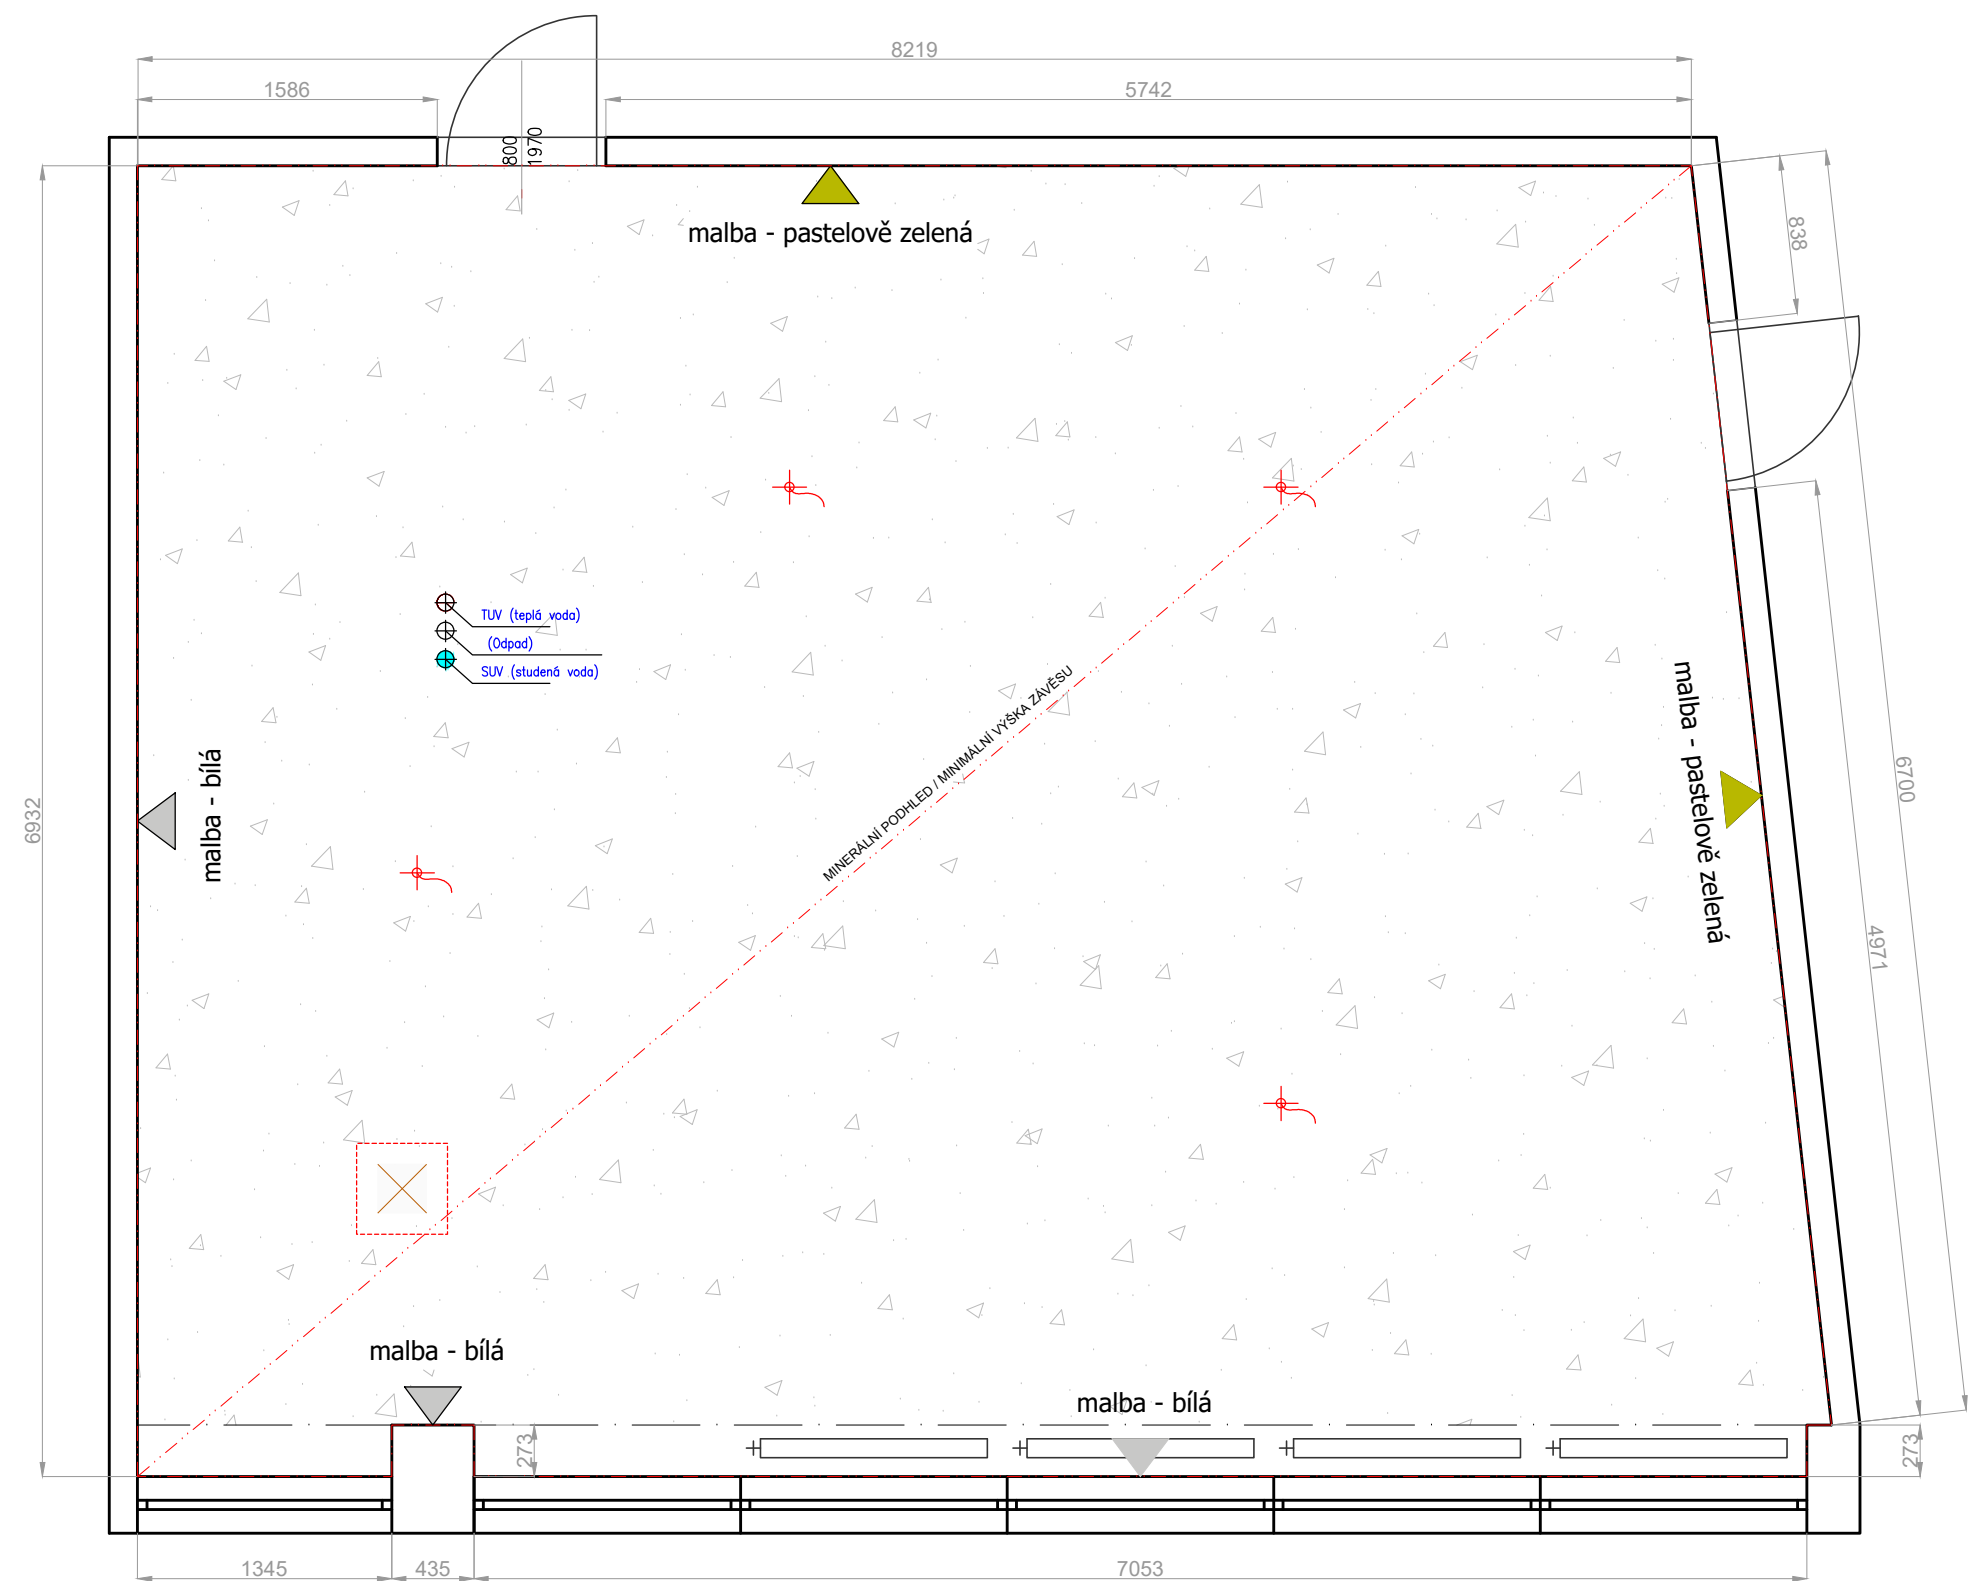 8219
1586
5742
800
1970
838
malba - pastelově zelená
TUV (teplá voda)
(Odpad)
SUV (studená voda)
MINERÁLNÍ PODHLED / MINIMÁLNÍ VÝŠKA ZÁVĚSU
malba - pastelově zelená
malba - bílá
6932
6700
4971
malba - bílá
malba - bílá
273
273
1345
435
7053